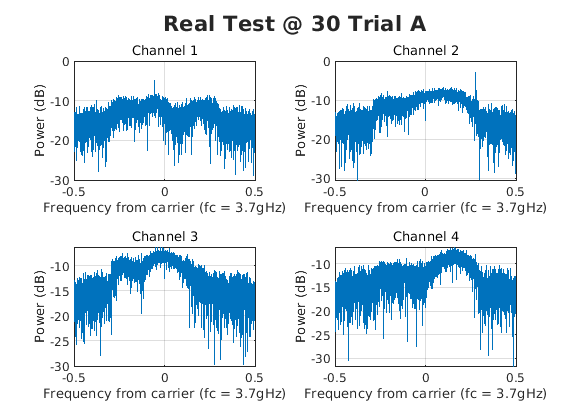 Real Test @ 30 Trial A
Channel 1
0
-10
-20
-30
Power (dB)
-0.5
0
0.5
Frequency from carrier (fc = 3.7gHz)
Channel 2
0
-10
-20
-30
Power (dB)
-0.5
0
0.5
Frequency from carrier (fc = 3.7gHz)
Channel 3
-10
-15
-20
-25
-30
Power (dB)
-0.5
0
0.5
Frequency from carrier (fc = 3.7gHz)
Channel 4
-10
-15
-20
-25
-30
Power (dB)
-0.5
0
0.5
Frequency from carrier (fc = 3.7gHz)